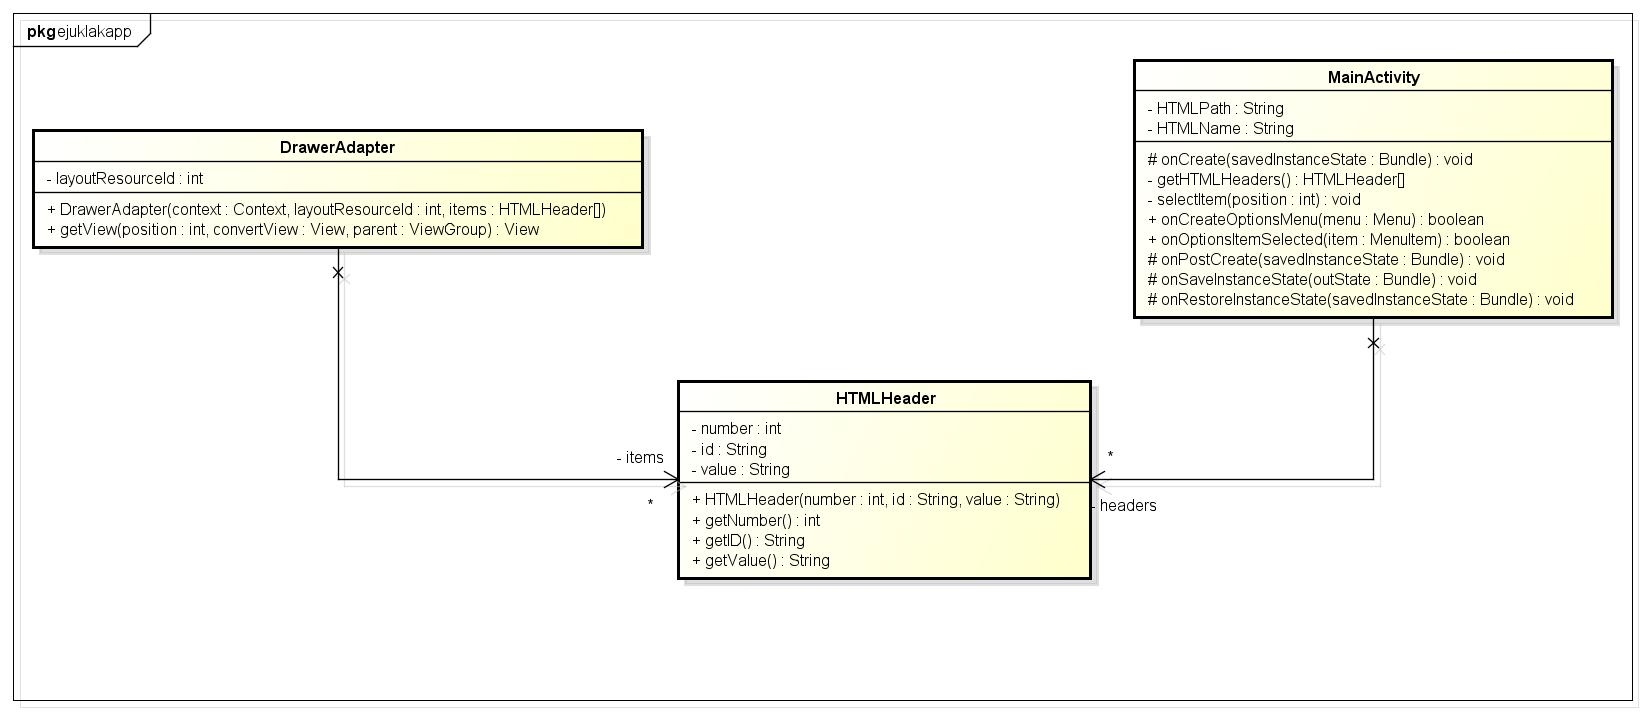 pkg ejuklakapp
DrawerAdapter
- layoutResourceId : int
+ DrawerAdapter(context : Context, layoutResourceId : int, items : HTMLHeader[])
+ getView(position : int, convertView : View, parent : ViewGroup) : View
MainActivity
- HTMLPath : String
- HTMLName : String
# onCreate(savedInstanceState : Bundle) : void
- getHTMLHeaders() : HTMLHeader[]
- selectItem(position : int) : void
+ onCreateOptionsMenu(menu : Menu) : boolean
+ onOptionsItemSelected(item : MenuItem) : boolean
# onPostCreate(savedInstanceState : Bundle) : void
# onSaveInstanceState(outState : Bundle) : void
# onRestoreInstanceState(savedInstanceState : Bundle) : void
- items
*
HTMLHeader
- number : int
- id : String
- value : String
+ HTMLHeader(number : int, id : String, value : String)
+ getNumber() : int
+ getID() : String
+ getValue() : String
*
- headers